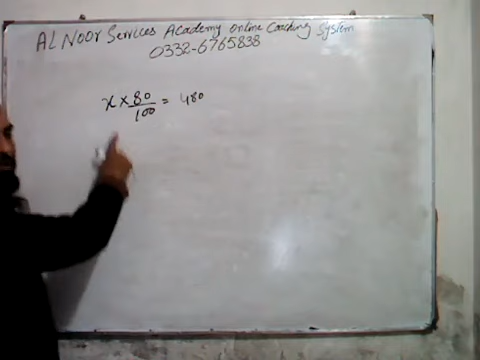 AL NOOR Services Academy Online Coaching System
0332-6765838
x × 80/100 = 480